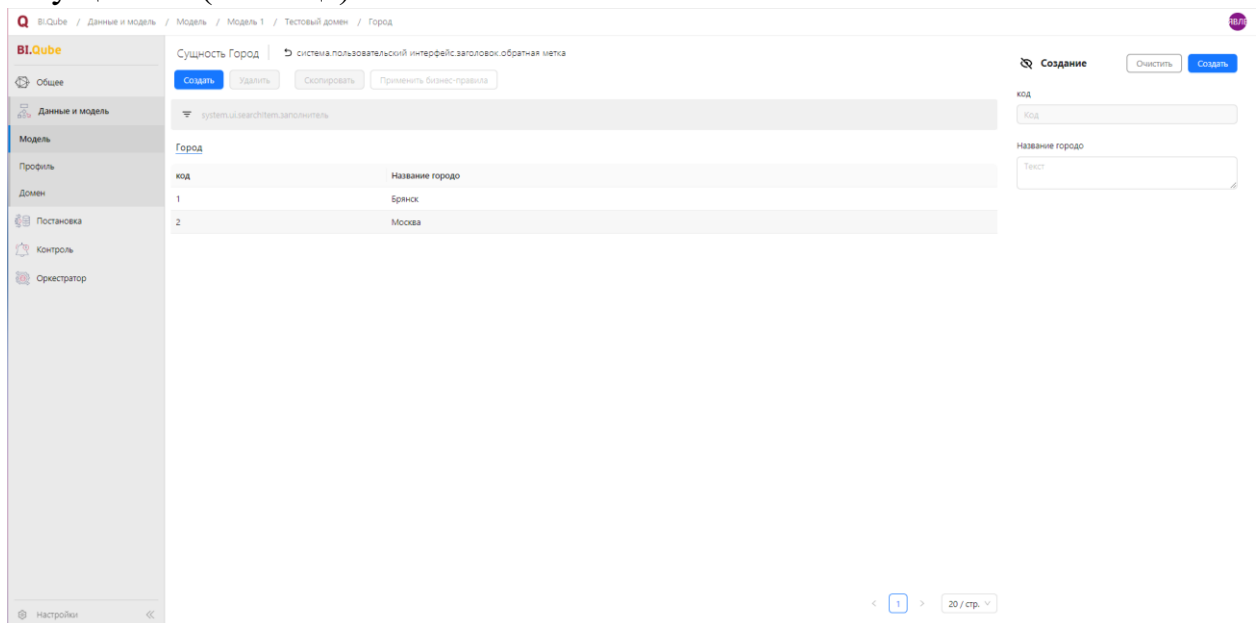 BI.Qube / Данные и модель / Модель / Модель 1 / Тестовый домен / Город
BI.Qube
Общее
Данные и модель
Модель
Профиль
Домен
Постановка
Контроль
Оркестратор
Настройки
Сущность Город система.пользовательский интерфейс.заголовок.обратная метка
Создать Удалить Скопировать Применить бизнес-правила
system.ui.searchitem.заполнитель
Город
код Название городо
1 Брянск
2 Москва
< 1 > 20 / стр.
Создание Очистить Создать
код
Код
Название городо
Текст